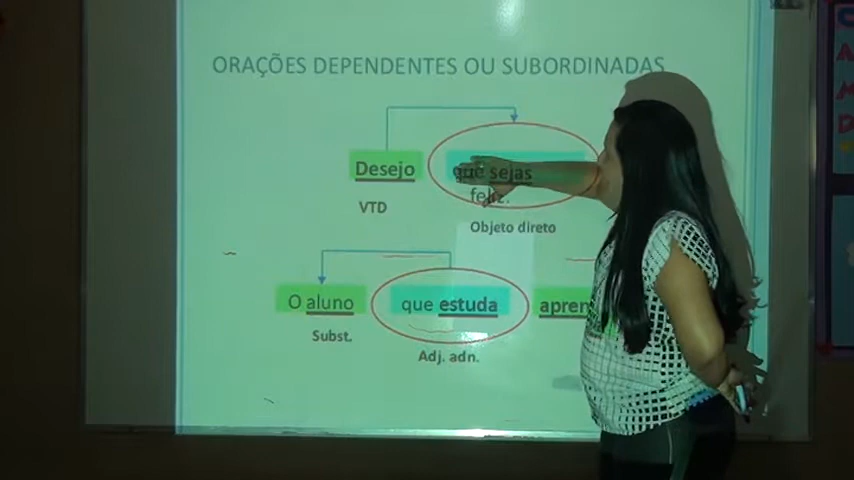 ORAÇÕES DEPENDENTES OU SUBORDINADAS
Desejo que sejas
feliz.
VTD
Objeto direto
O aluno que estuda
Subst.
Adj. adn.